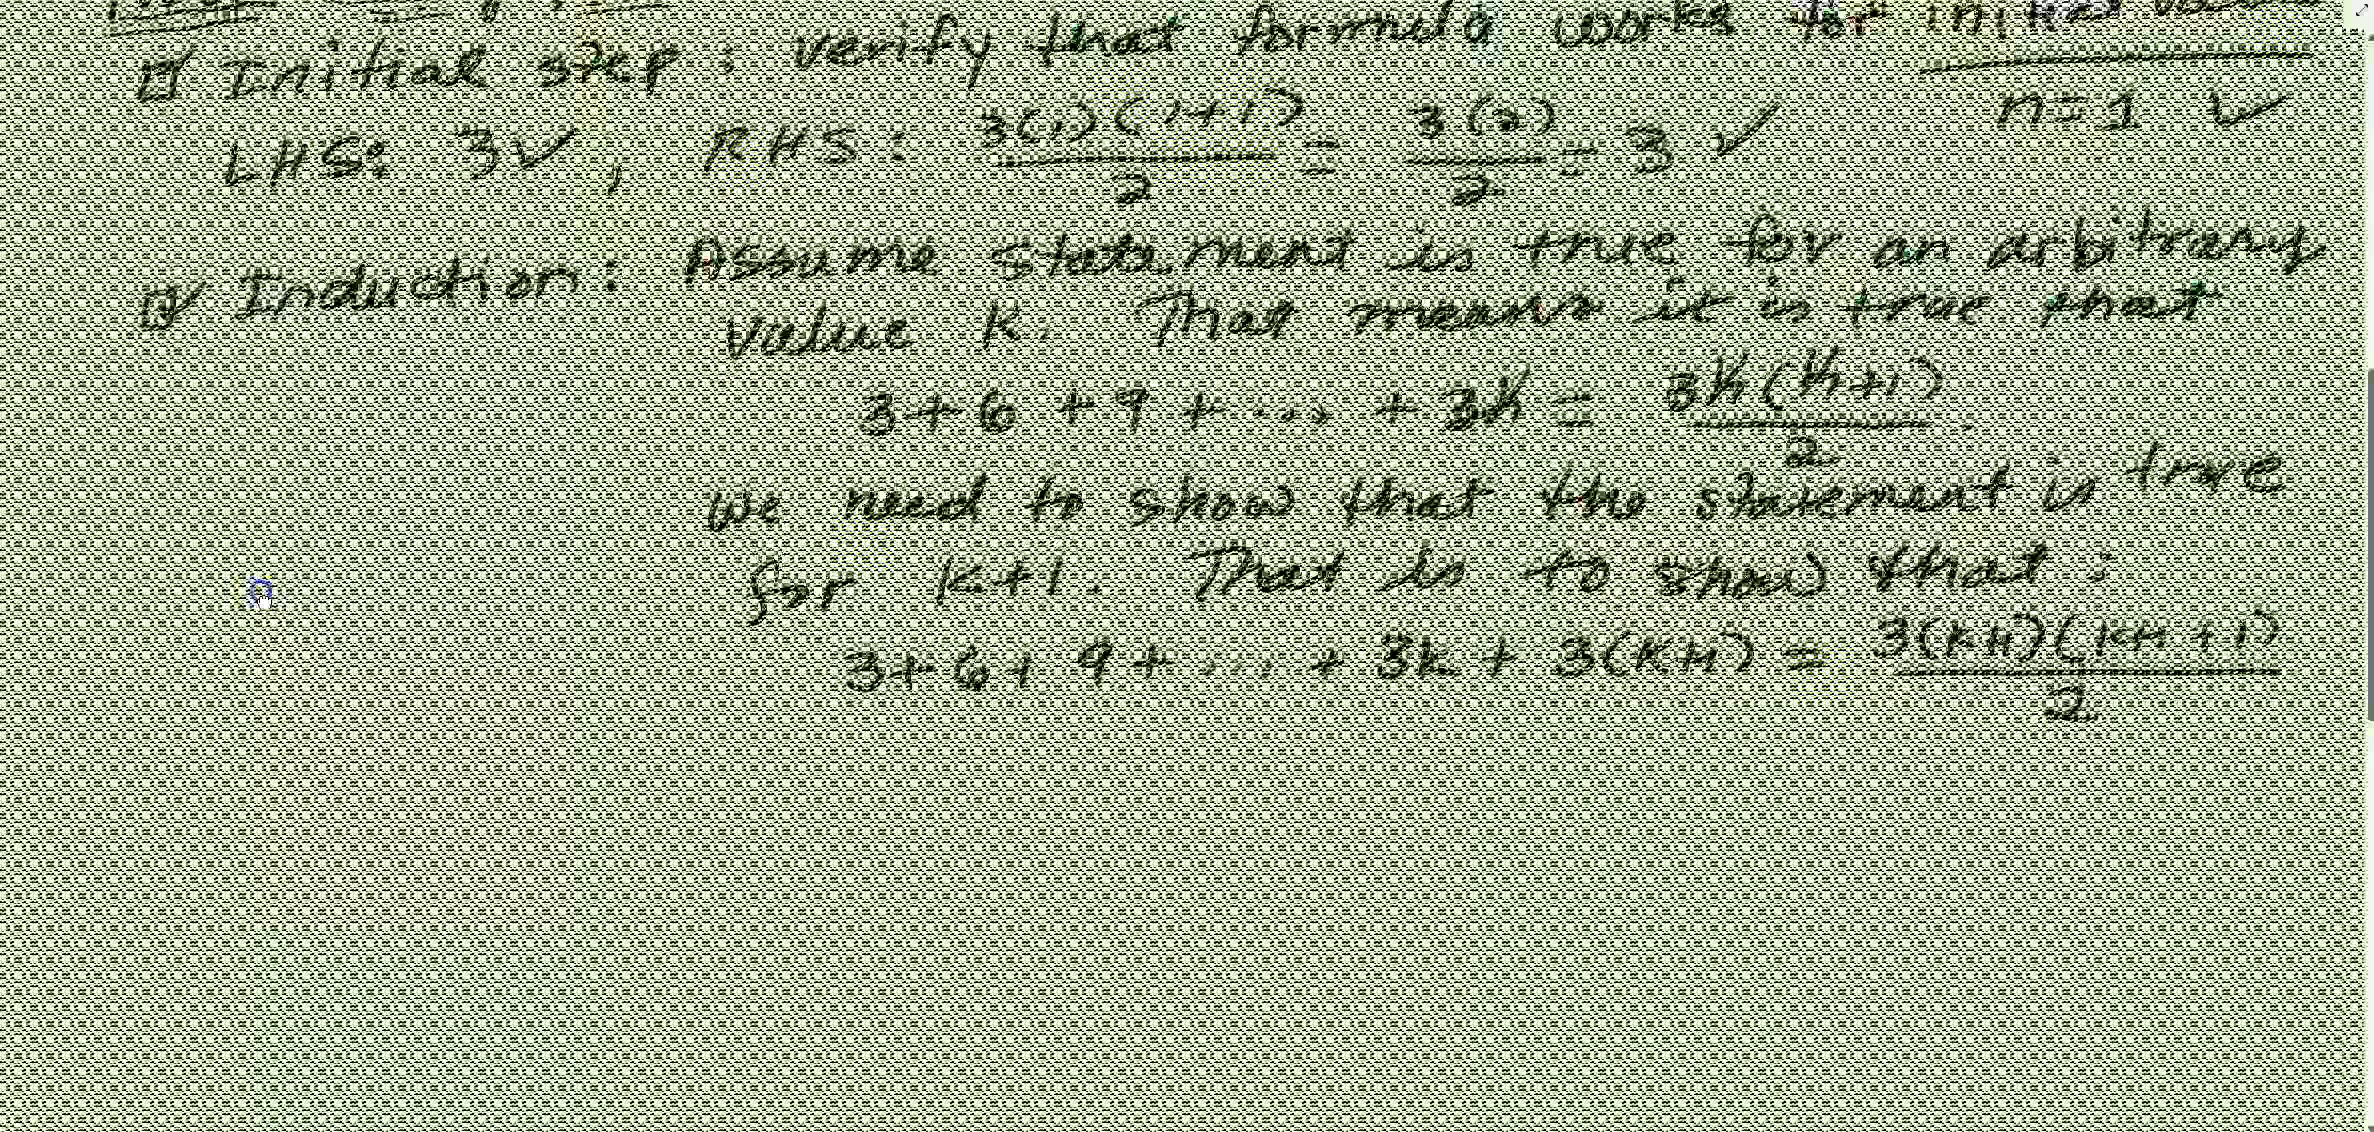 Initial step : verify that formula works for initial value
n=1 ✓
LHS: 3 ✓ , RHS : 3(1)(1+1)/2 = 3(2)/2 = 3 ✓
Induction : Assume statement is true for an arbitrary
value k. That means it is true that
3+6+9+...+3k = 3k(k+1)/2.
We need to show that the statement is true
for k+1. That is to show that :
3+6+9+...+3k+3(k+1) = 3(k+1)(k+1+1)/2